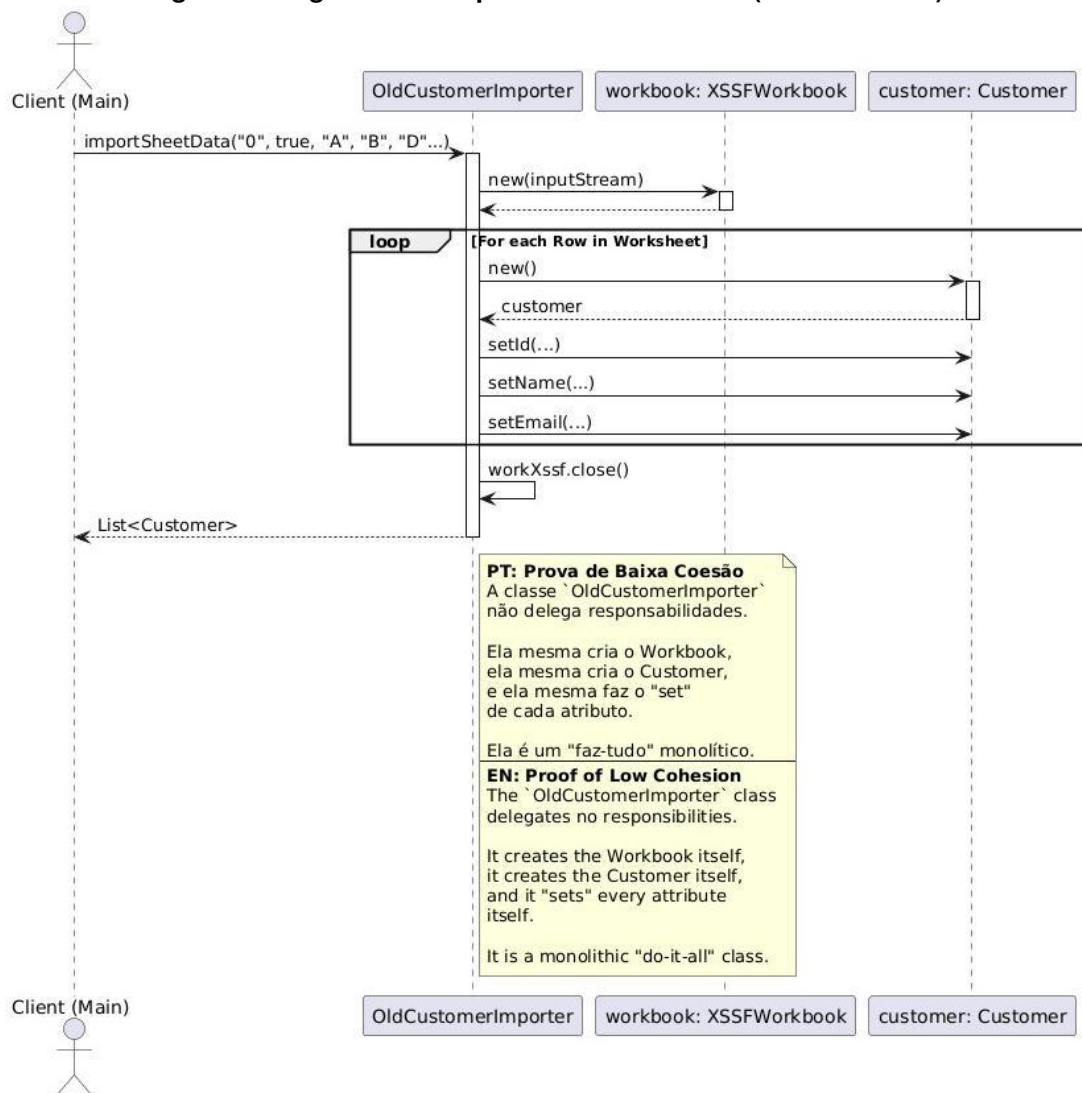 Client (Main)
OldCustomerImporter
workbook: XSSFWorkbook
customer: Customer
importSheetData("0", true, "A", "B", "D"...)
new(inputStream)
loop
[For each Row in Worksheet]
new()
customer
setId(...)
setName(...)
setEmail(...)
workXssf.close()
List<Customer>
PT: Prova de Baixa Coesão
A classe `OldCustomerImporter`
não delega responsabilidades.
Ela mesma cria o Workbook,
ela mesma cria o Customer,
e ela mesma faz o "set"
de cada atributo.
Ela é um "faz-tudo" monolítico.
EN: Proof of Low Cohesion
The `OldCustomerImporter` class
delegates no responsibilities.
It creates the Workbook itself,
it creates the Customer itself,
and it "sets" every attribute
itself.
It is a monolithic "do-it-all" class.
Client (Main)
OldCustomerImporter
workbook: XSSFWorkbook
customer: Customer